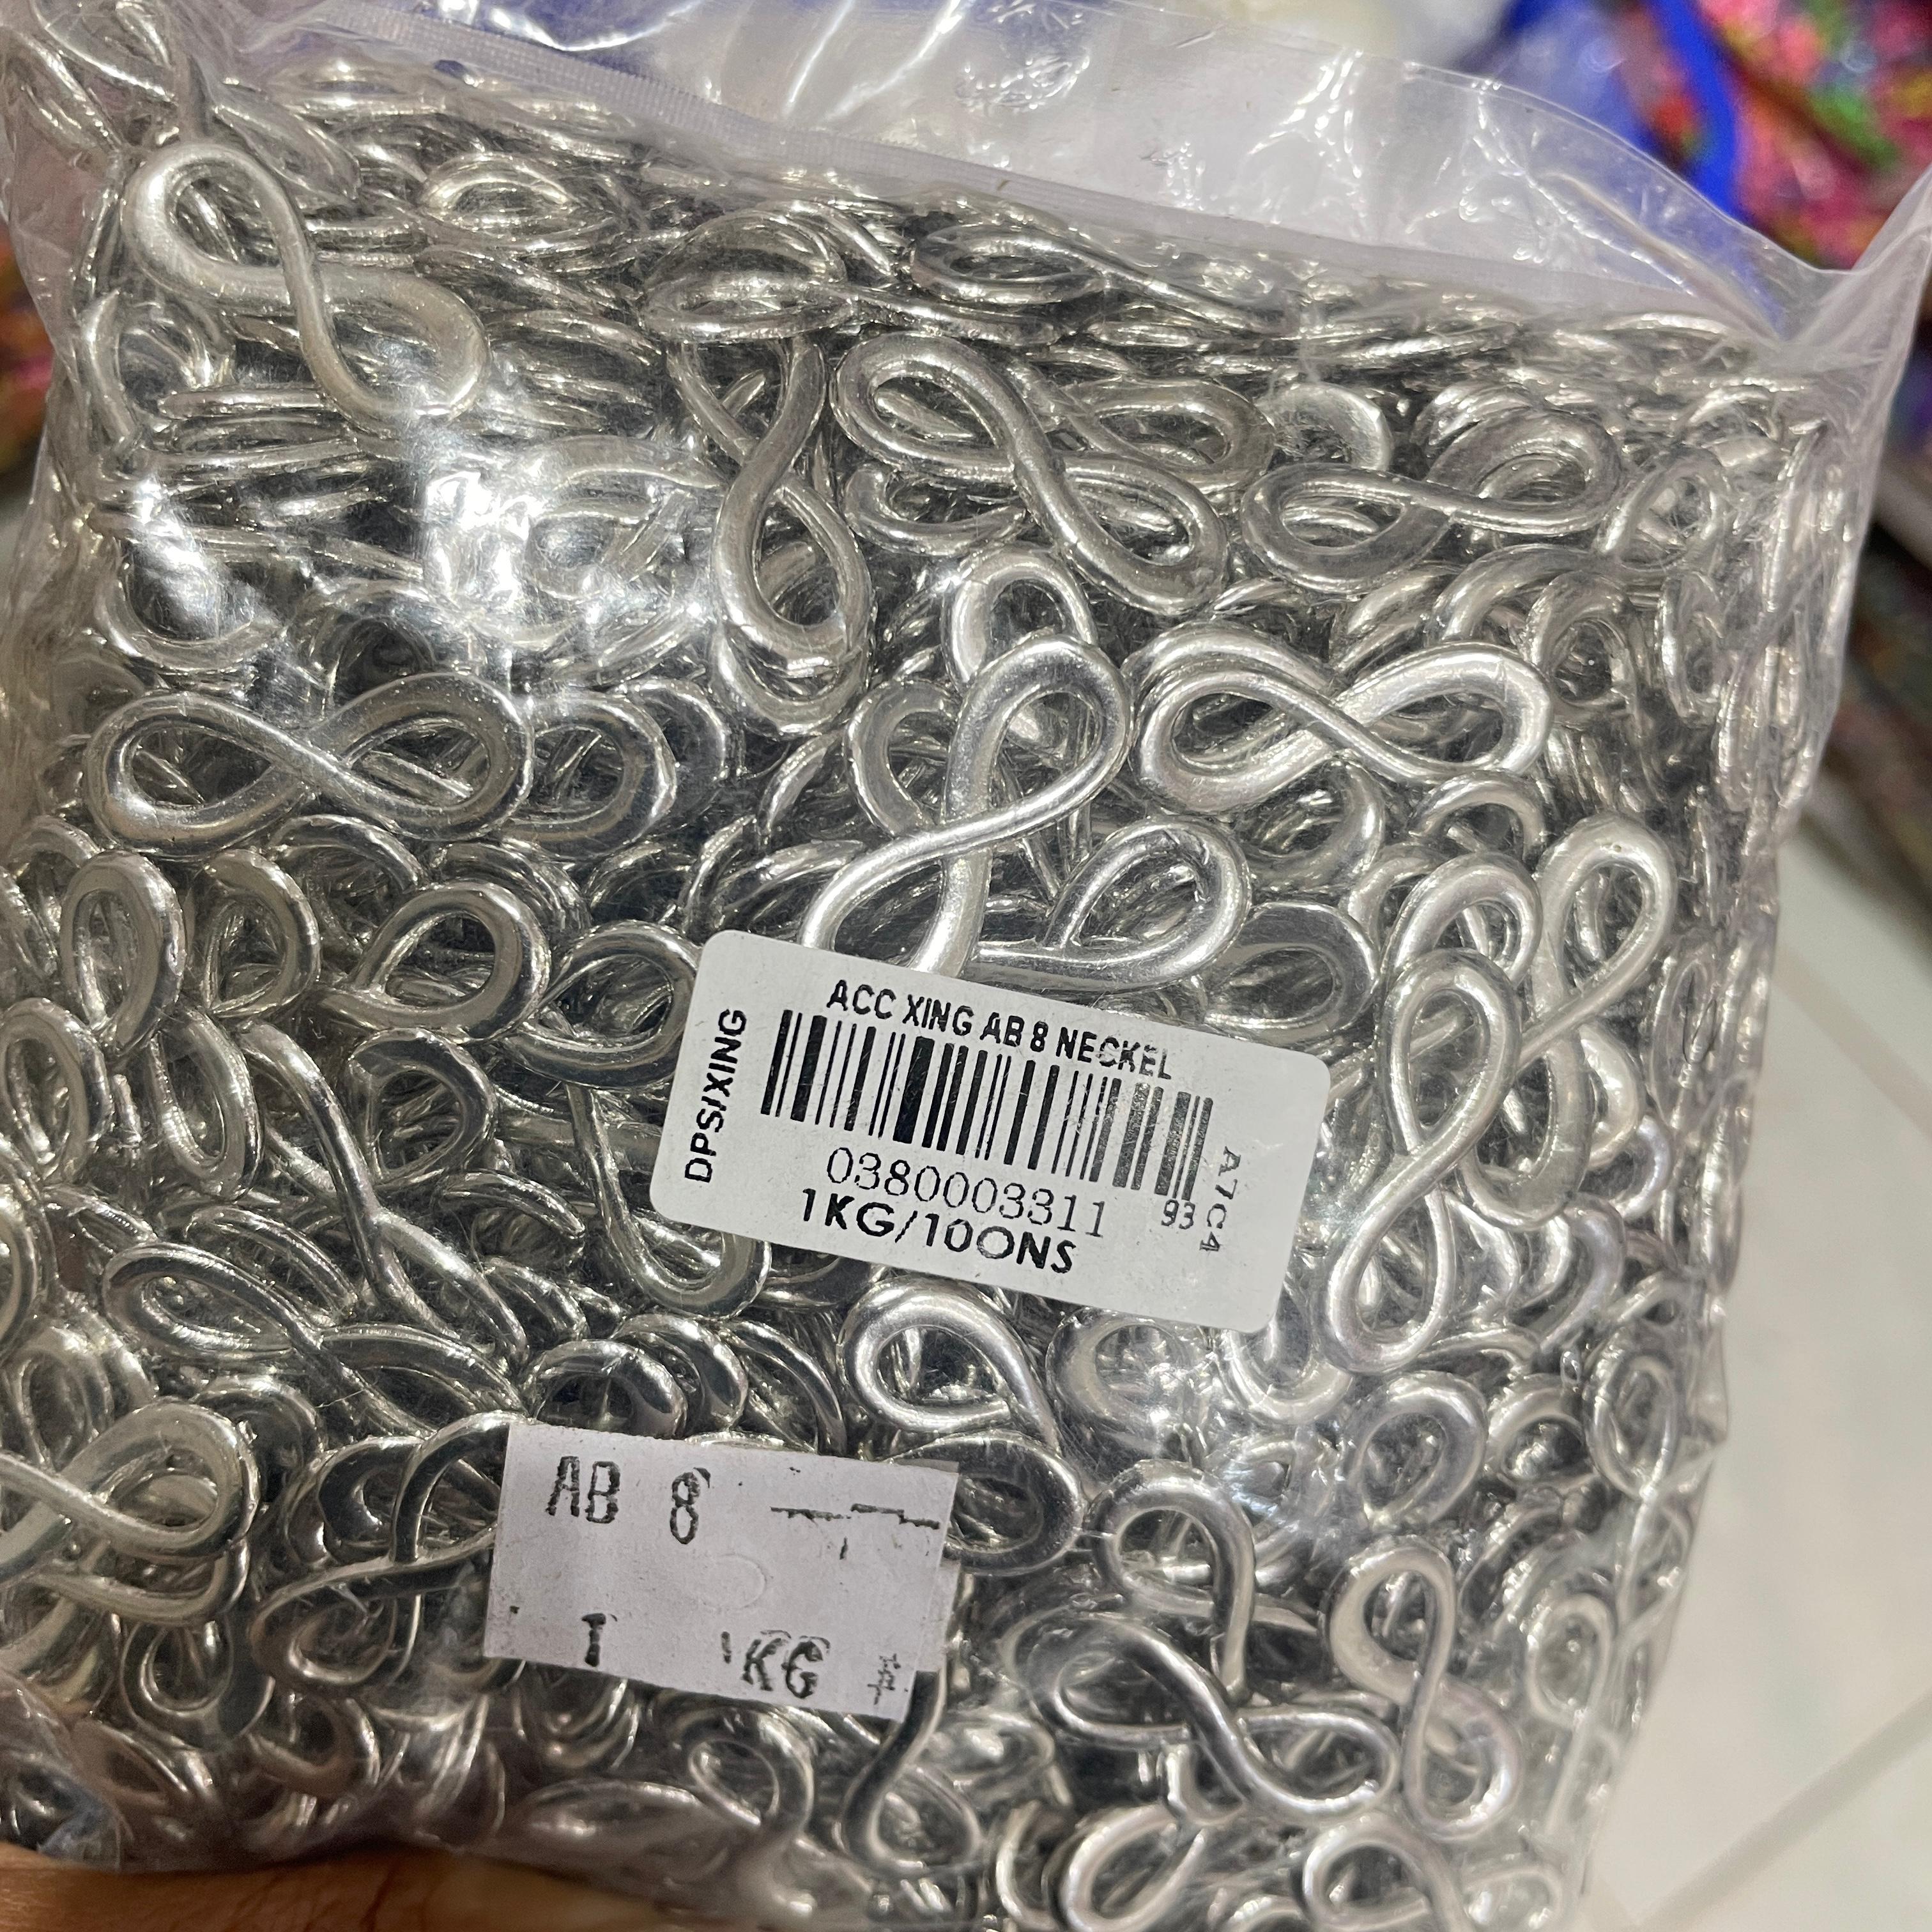 ACC XING AB 8 NECKEL
DPS/XING
0380003311
93
A7C4
1KG/10ONS
AB 8
1 KG